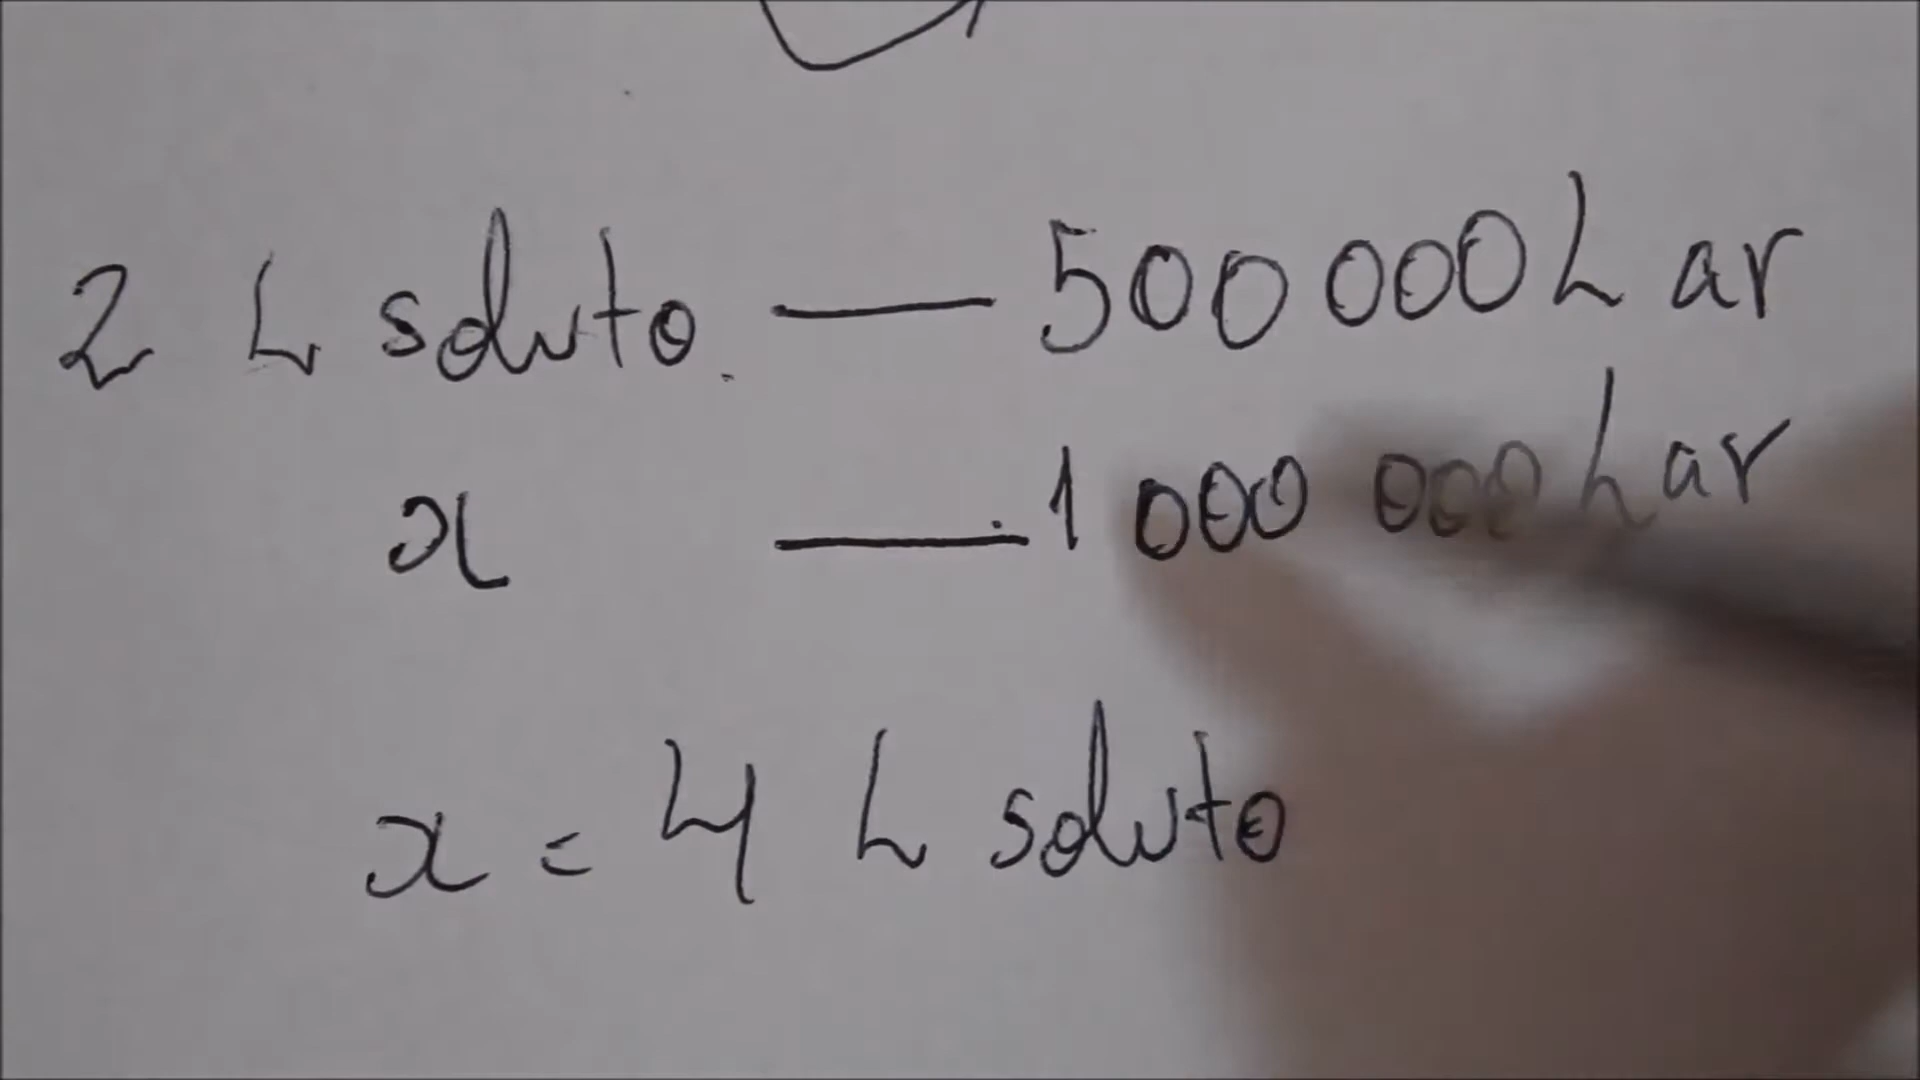 2 L soluto — 500 000 L ar
x — 1 000 000 L ar
x = 4 L soluto